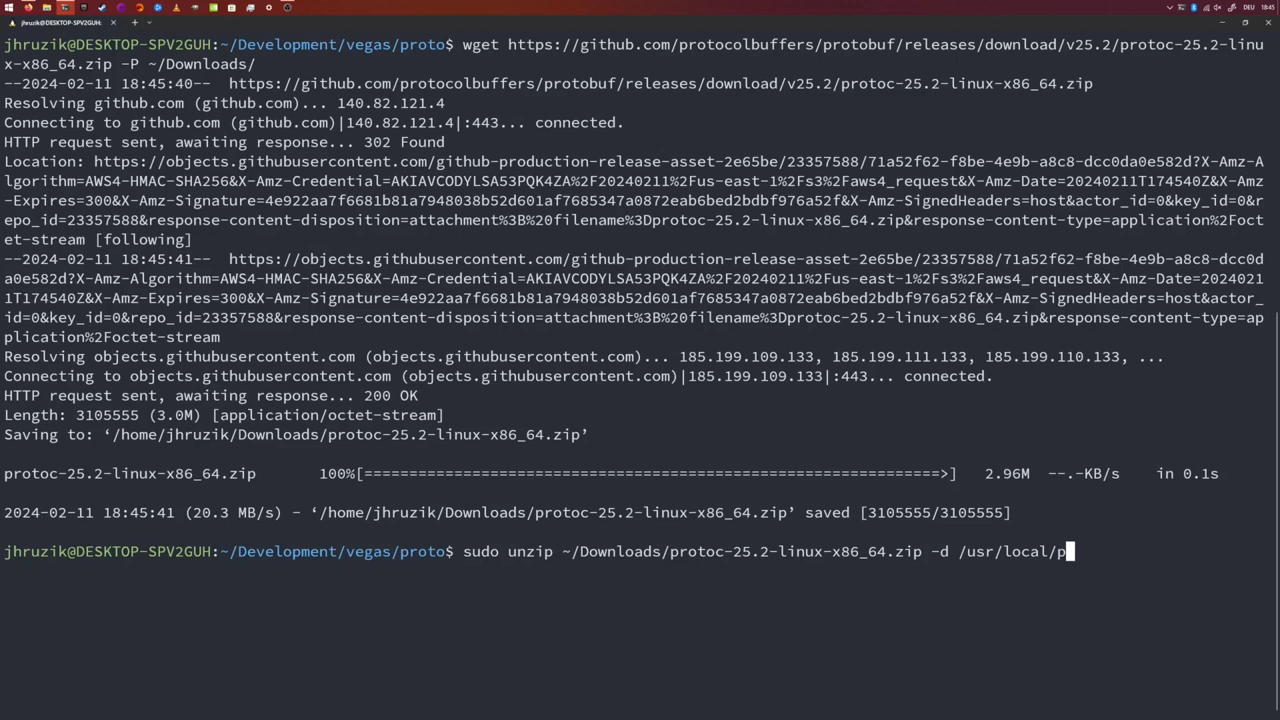 DEU 18:45
jhruzik@DESKTOP-SPV2GUH:
jhruzik@DESKTOP-SPV2GUH:~/Development/vegas/proto$ wget https://github.com/protocolbuffers/protobuf/releases/download/v25.2/protoc-25.2-linu
x-x86_64.zip -P ~/Downloads/
--2024-02-11 18:45:40--  https://github.com/protocolbuffers/protobuf/releases/download/v25.2/protoc-25.2-linux-x86_64.zip
Resolving github.com (github.com)... 140.82.121.4
Connecting to github.com (github.com)|140.82.121.4|:443... connected.
HTTP request sent, awaiting response... 302 Found
Location: https://objects.githubusercontent.com/github-production-release-asset-2e65be/23357588/71a52f62-f8be-4e9b-a8c8-dcc0da0e582d?X-Amz-A
lgorithm=AWS4-HMAC-SHA256&X-Amz-Credential=AKIAVCODYLSA53PQK4ZA%2F20240211%2Fus-east-1%2Fs3%2Faws4_request&X-Amz-Date=20240211T174540Z&X-Amz
-Expires=300&X-Amz-Signature=4e922aa7f6681b81a7948038b52d601af7685347a0872eab6bed2bdbf976a52f&X-Amz-SignedHeaders=host&actor_id=0&key_id=0&r
epo_id=23357588&response-content-disposition=attachment%3B%20filename%3Dprotoc-25.2-linux-x86_64.zip&response-content-type=application%2Foct
et-stream [following]
--2024-02-11 18:45:41--  https://objects.githubusercontent.com/github-production-release-asset-2e65be/23357588/71a52f62-f8be-4e9b-a8c8-dcc0d
a0e582d?X-Amz-Algorithm=AWS4-HMAC-SHA256&X-Amz-Credential=AKIAVCODYLSA53PQK4ZA%2F20240211%2Fus-east-1%2Fs3%2Faws4_request&X-Amz-Date=2024021
1T174540Z&X-Amz-Expires=300&X-Amz-Signature=4e922aa7f6681b81a7948038b52d601af7685347a0872eab6bed2bdbf976a52f&X-Amz-SignedHeaders=host&actor_
id=0&key_id=0&repo_id=23357588&response-content-disposition=attachment%3B%20filename%3Dprotoc-25.2-linux-x86_64.zip&response-content-type=ap
plication%2Foctet-stream
Resolving objects.githubusercontent.com (objects.githubusercontent.com)... 185.199.109.133, 185.199.111.133, 185.199.110.133, ...
Connecting to objects.githubusercontent.com (objects.githubusercontent.com)|185.199.109.133|:443... connected.
HTTP request sent, awaiting response... 200 OK
Length: 3105555 (3.0M) [application/octet-stream]
Saving to: ‘/home/jhruzik/Downloads/protoc-25.2-linux-x86_64.zip’
protoc-25.2-linux-x86_64.zip       100%[================================================================>]   2.96M  --.-KB/s    in 0.1s
2024-02-11 18:45:41 (20.3 MB/s) - ‘/home/jhruzik/Downloads/protoc-25.2-linux-x86_64.zip’ saved [3105555/3105555]
jhruzik@DESKTOP-SPV2GUH:~/Development/vegas/proto$ sudo unzip ~/Downloads/protoc-25.2-linux-x86_64.zip -d /usr/local/p